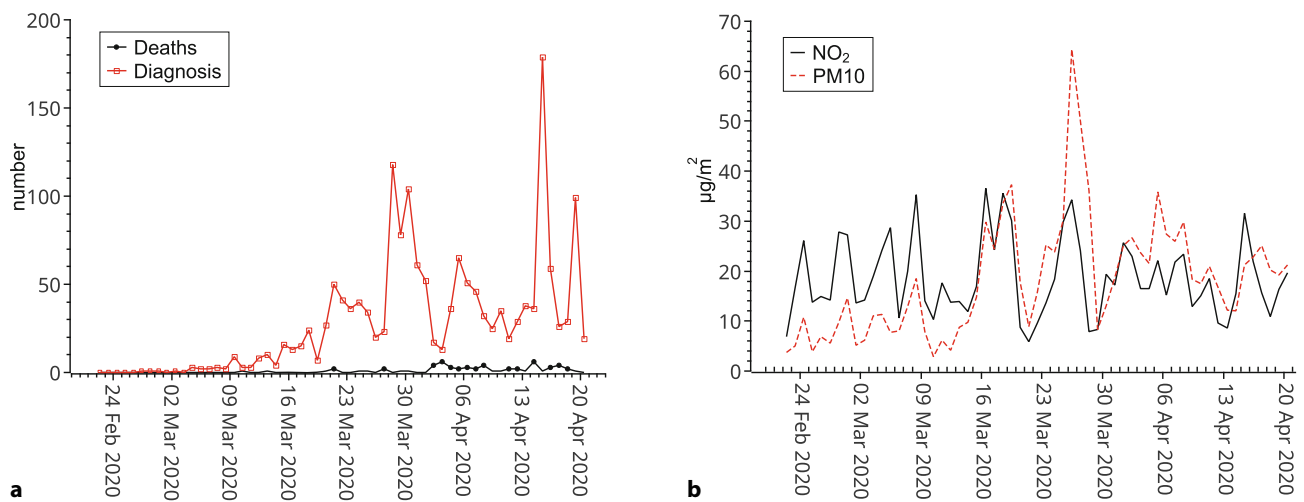 200
150
100
50
0
number
Deaths
Diagnosis
24 Feb 2020
02 Mar 2020
09 Mar 2020
16 Mar 2020
23 Mar 2020
30 Mar 2020
06 Apr 2020
13 Apr 2020
20 Apr 2020
a
70
60
50
40
30
20
10
0
µg/m²
NO₂
PM10
24 Feb 2020
02 Mar 2020
09 Mar 2020
16 Mar 2020
23 Mar 2020
30 Mar 2020
06 Apr 2020
13 Apr 2020
20 Apr 2020
b